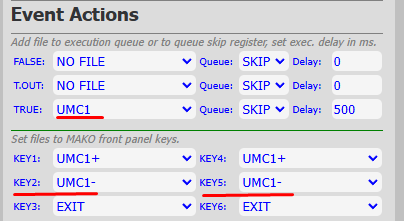 Event Actions
Add file to execution queue or to queue skip register, set exec. delay in ms.
FALSE: NO FILE Queue: SKIP Delay: 0
T.OUT: NO FILE Queue: SKIP Delay: 0
TRUE: UMC1 Queue: SKIP Delay: 500
Set files to MAKO front panel keys.
KEY1: UMC1+ KEY4: UMC1+
KEY2: UMC1- KEY5: UMC1-
KEY3: EXIT KEY6: EXIT